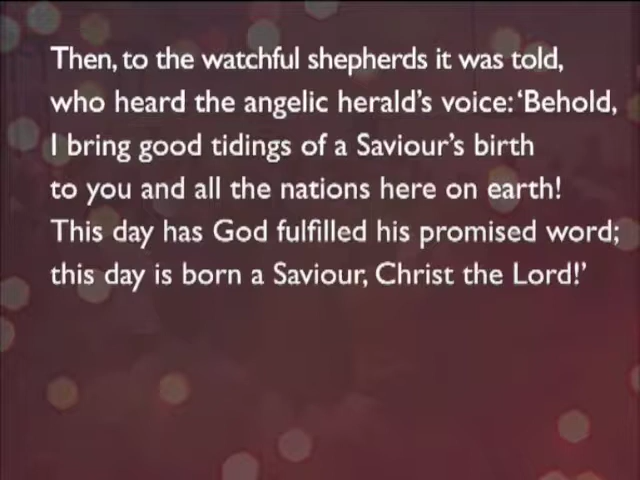 Then, to the watchful shepherds it was told,
who heard the angelic herald’s voice: ‘Behold,
I bring good tidings of a Saviour’s birth
to you and all the nations here on earth!
This day has God fulfilled his promised word;
this day is born a Saviour, Christ the Lord!’